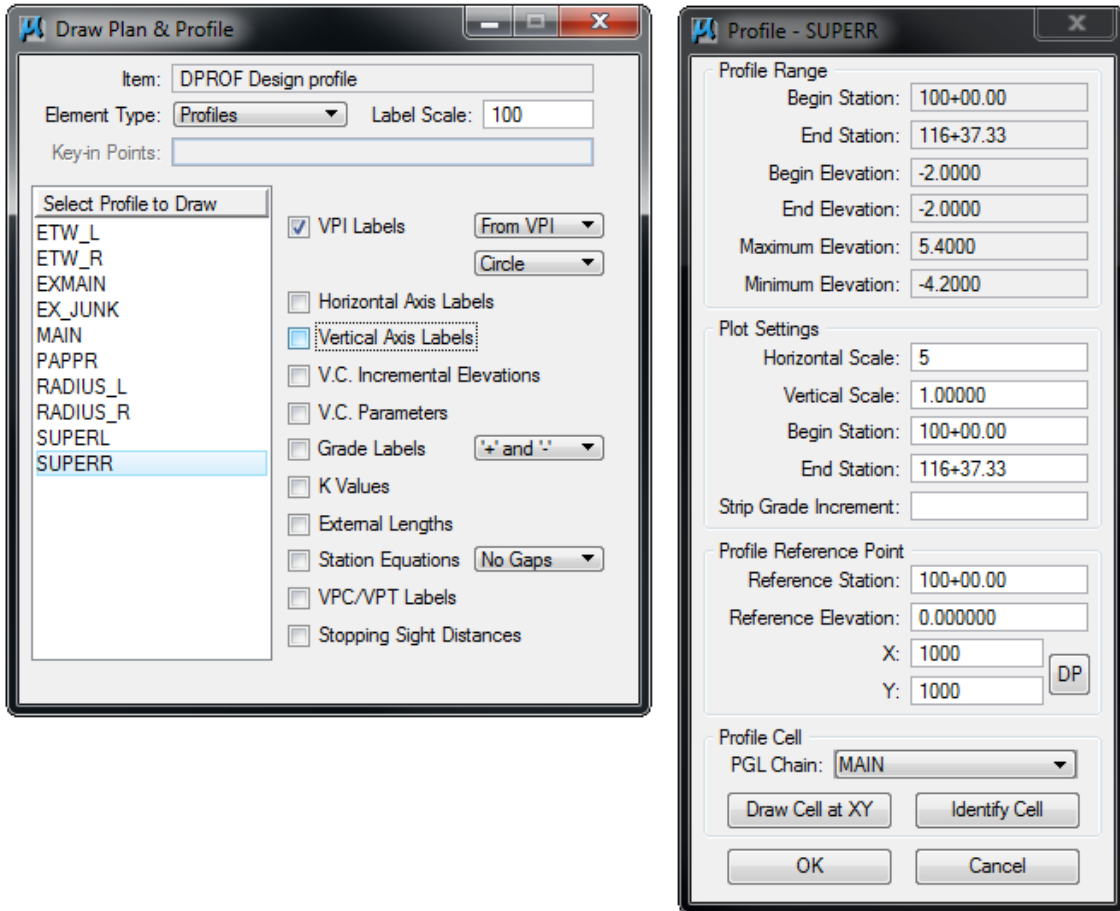 Draw Plan & Profile
Item: DPROF Design profile
Element Type: Profiles Label Scale: 100
Key-in Points:
Select Profile to Draw
ETW_L
ETW_R
EXMAIN
EX_JUNK
MAIN
PAPPR
RADIUS_L
RADIUS_R
SUPERL
SUPERR
VPI Labels From VPI
Circle
Horizontal Axis Labels
Vertical Axis Labels
V.C. Incremental Elevations
V.C. Parameters
Grade Labels '+' and '-'
K Values
External Lengths
Station Equations No Gaps
VPC/VPT Labels
Stopping Sight Distances
Profile - SUPERR
Profile Range
Begin Station: 100+00.00
End Station: 116+37.33
Begin Elevation: -2.0000
End Elevation: -2.0000
Maximum Elevation: 5.4000
Minimum Elevation: -4.2000
Plot Settings
Horizontal Scale: 5
Vertical Scale: 1.00000
Begin Station: 100+00.00
End Station: 116+37.33
Strip Grade Increment:
Profile Reference Point
Reference Station: 100+00.00
Reference Elevation: 0.000000
X: 1000
Y: 1000
DP
Profile Cell
PGL Chain: MAIN
Draw Cell at XY Identify Cell
OK Cancel